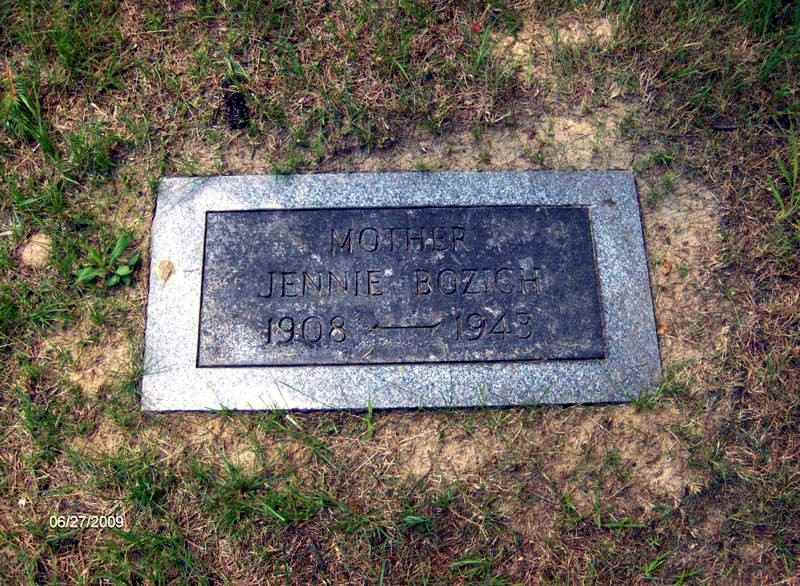 MOTHER
JENNIE BOZICH
1908 — 1943
06/27/2009